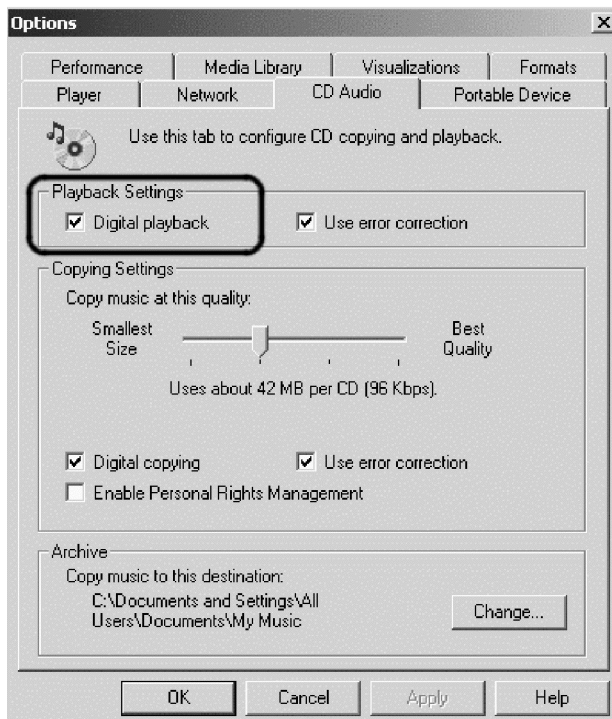 Options
Performance Media Library Visualizations Formats
Player Network CD Audio Portable Device
Use this tab to configure CD copying and playback.
Playback Settings
Digital playback Use error correction
Copying Settings
Copy music at this quality:
Smallest Size Best Quality
Uses about 42 MB per CD (96 Kbps).
Digital copying Use error correction
Enable Personal Rights Management
Archive
Copy music to this destination:
C:\Documents and Settings\All
Users\Documents\My Music
Change...
OK Cancel Apply Help